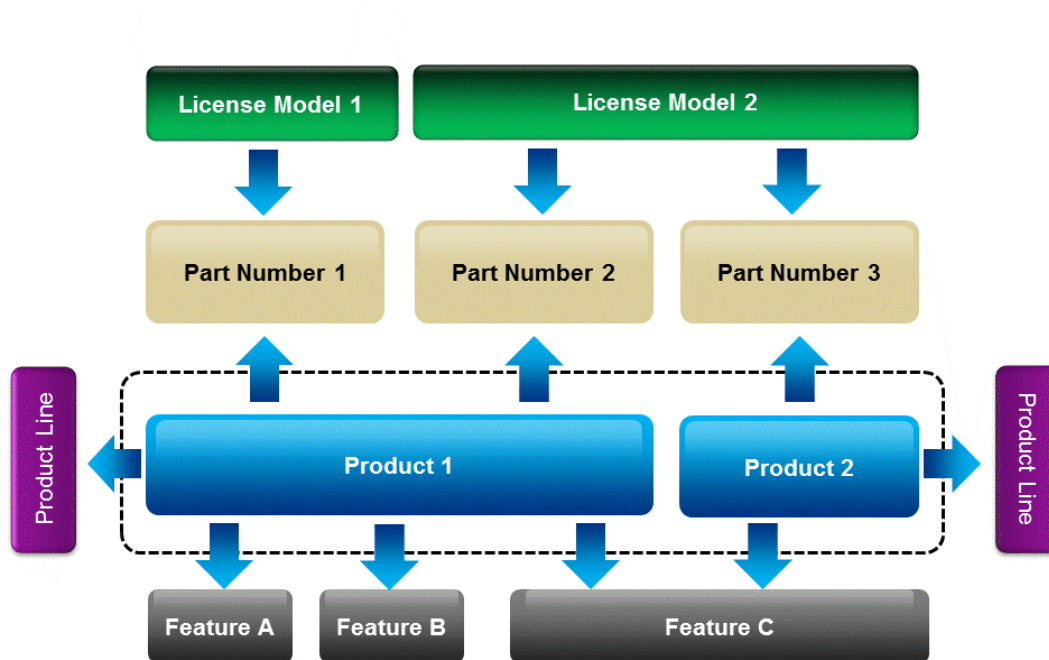 License Model 1
License Model 2
Part Number 1
Part Number 2
Part Number 3
Product Line
Product 1
Product 2
Product Line
Feature A
Feature B
Feature C